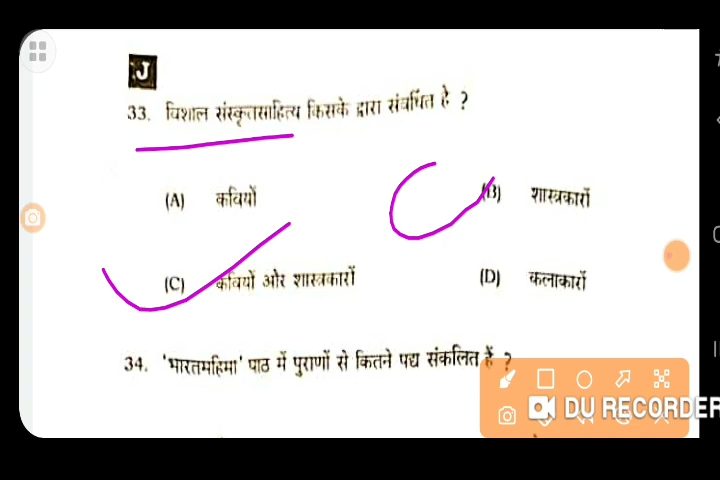 J
33. विशाल संस्कृतसाहित्य किसके द्वारा संवर्धित है ?
(A) कवियों
(B) शास्त्रकारों
(C) कवियों और शास्त्रकारों
(D) कलाकारों
34. 'भारतमहिमा' पाठ में पुराणों से कितने पद्य संकलित हैं ?
DU RECORDER